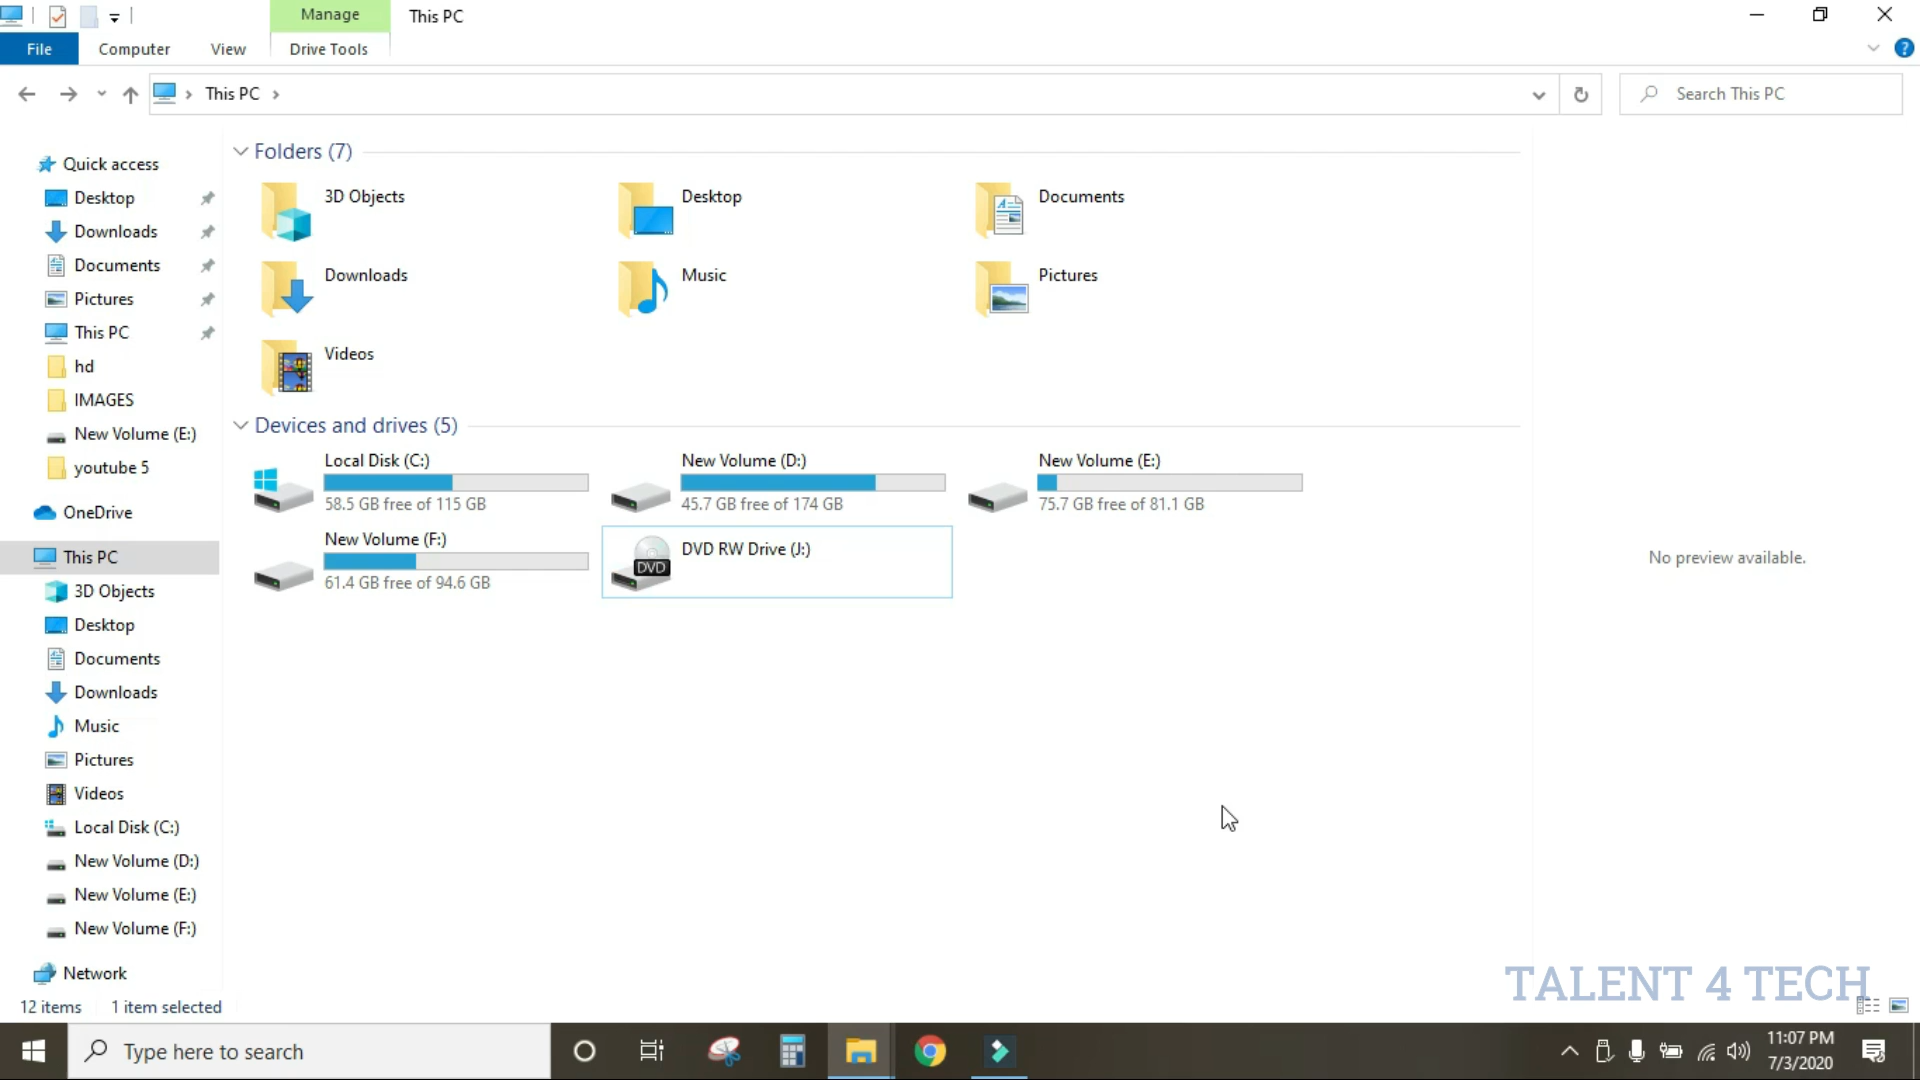 Manage
This PC
File
Computer
View
Drive Tools
This PC
Search This PC
Quick access
Desktop
Downloads
Documents
Pictures
This PC
hd
IMAGES
New Volume (E:)
youtube 5
OneDrive
This PC
3D Objects
Desktop
Documents
Downloads
Music
Pictures
Videos
Local Disk (C:)
New Volume (D:)
New Volume (E:)
New Volume (F:)
Network
Folders (7)
3D Objects
Desktop
Documents
Downloads
Music
Pictures
Videos
Devices and drives (5)
Local Disk (C:)
58.5 GB free of 115 GB
New Volume (D:)
45.7 GB free of 174 GB
New Volume (E:)
75.7 GB free of 81.1 GB
New Volume (F:)
61.4 GB free of 94.6 GB
DVD
DVD RW Drive (J:)
No preview available.
TALENT 4 TECH
12 items
1 item selected
Type here to search
11:07 PM
7/3/2020